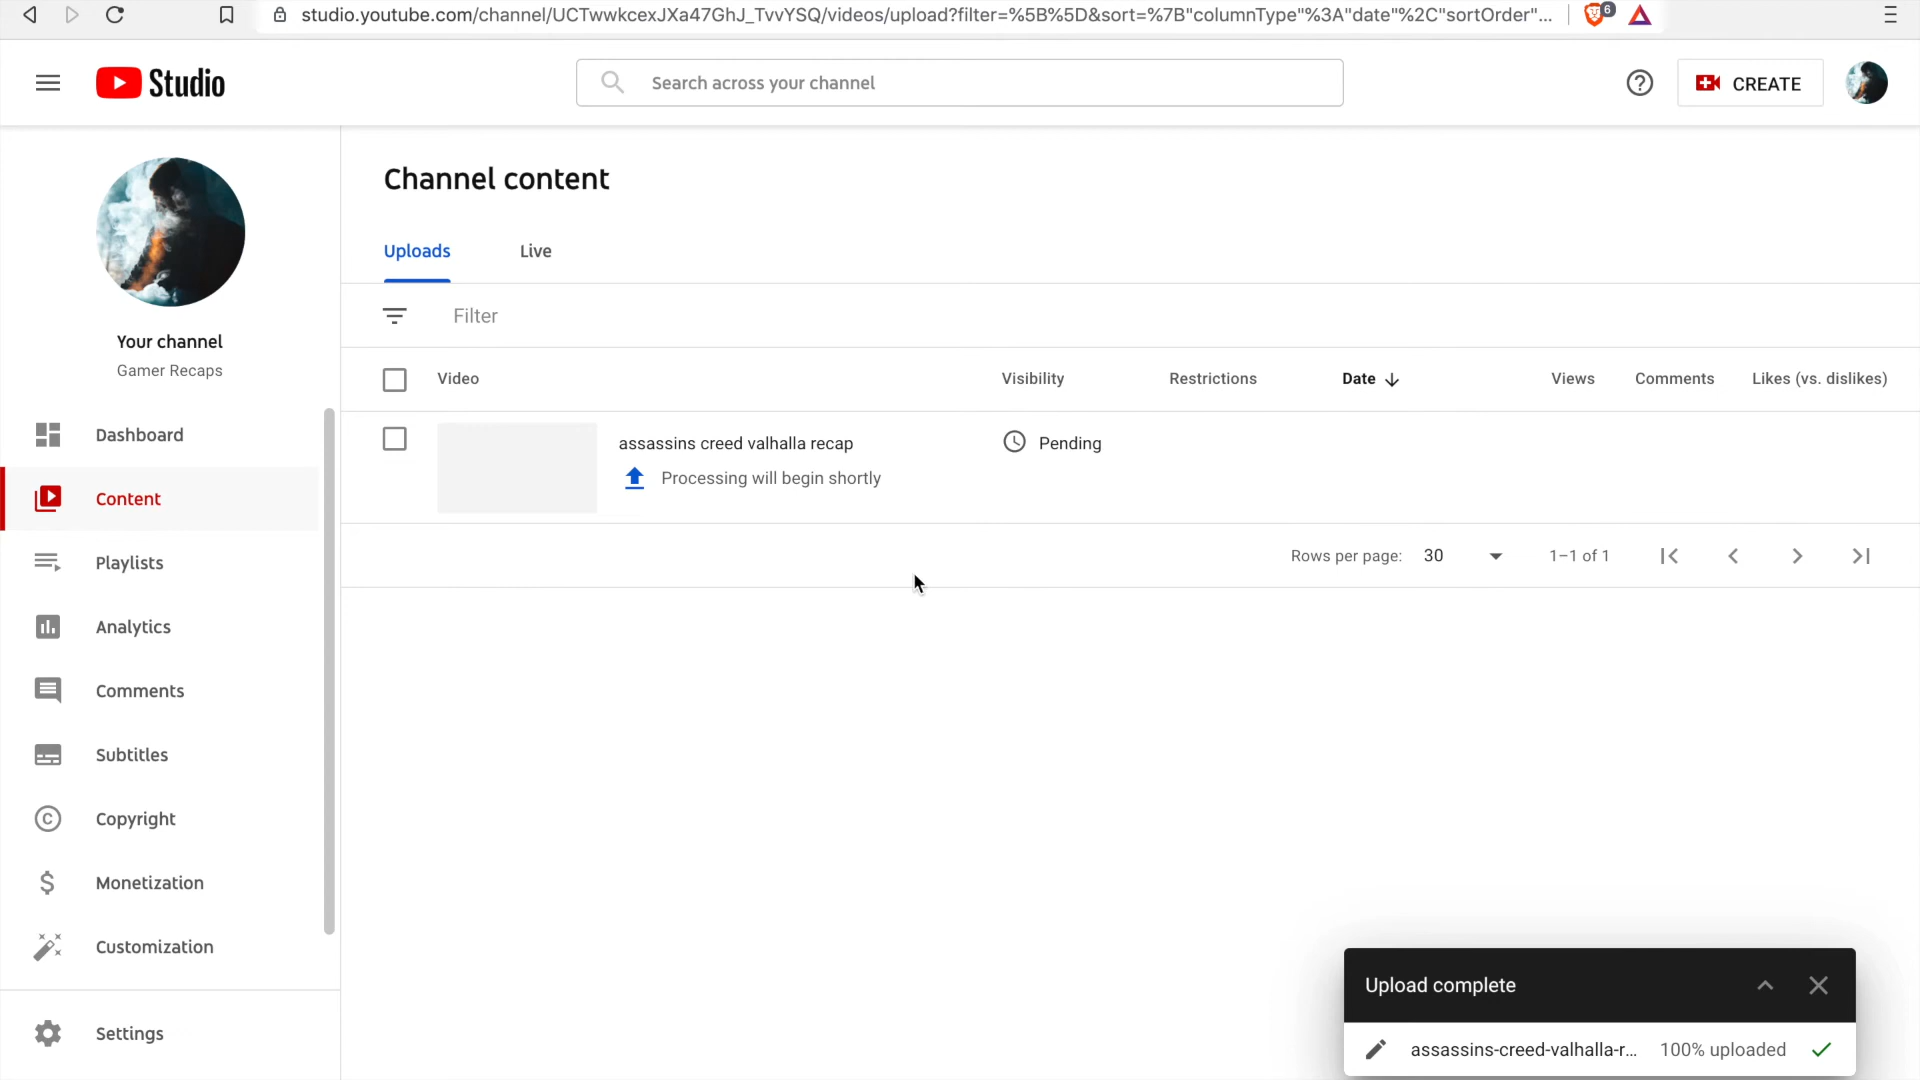 studio.youtube.com/channel/UCTwwkcexJXa47GhJ_TvvYSQ/videos/upload?filter=%5B%5D&sort=%7B"columnType"%3A"date"%2C"sortOrder"...
6
Studio
Search across your channel
CREATE
Your channel
Gamer Recaps
Dashboard
Content
Playlists
Analytics
Comments
Subtitles
Copyright
Monetization
Customization
Settings
Channel content
Uploads Live
Filter
Video Visibility Restrictions Date Views Comments Likes (vs. dislikes)
assassins creed valhalla recap Pending
Processing will begin shortly
Rows per page: 30 1–1 of 1
Upload complete
assassins-creed-valhalla-r... 100% uploaded